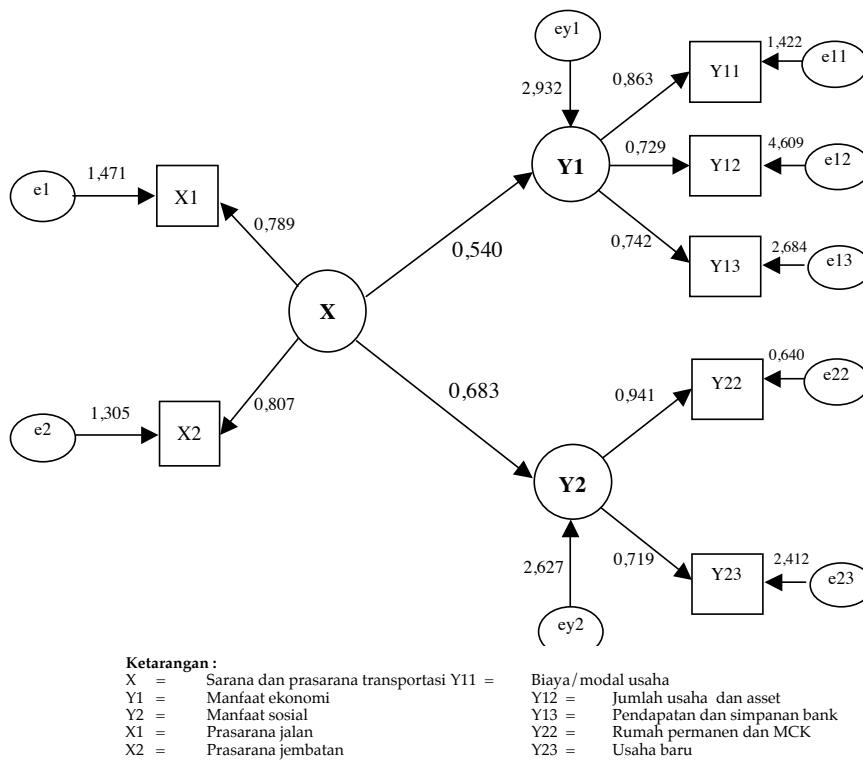 ey1
1,422
e11
Y11
0,863
2,932
0,729
4,609
Y12
e12
Y1
e1
1,471
X1
0,789
0,742
2,684
Y13
e13
0,540
X
0,640
e22
0,683
0,941
Y22
0,807
e2
1,305
X2
Y2
0,719
2,412
2,627
Y23
e23
ey2
Ketarangan :
X = Sarana dan prasarana transportasi Y11 = Biaya/modal usaha
Y1 = Manfaat ekonomi Y12 = Jumlah usaha dan asset
Y2 = Manfaat sosial Y13 = Pendapatan dan simpanan bank
X1 = Prasarana jalan Y22 = Rumah permanen dan MCK
X2 = Prasarana jembatan Y23 = Usaha baru